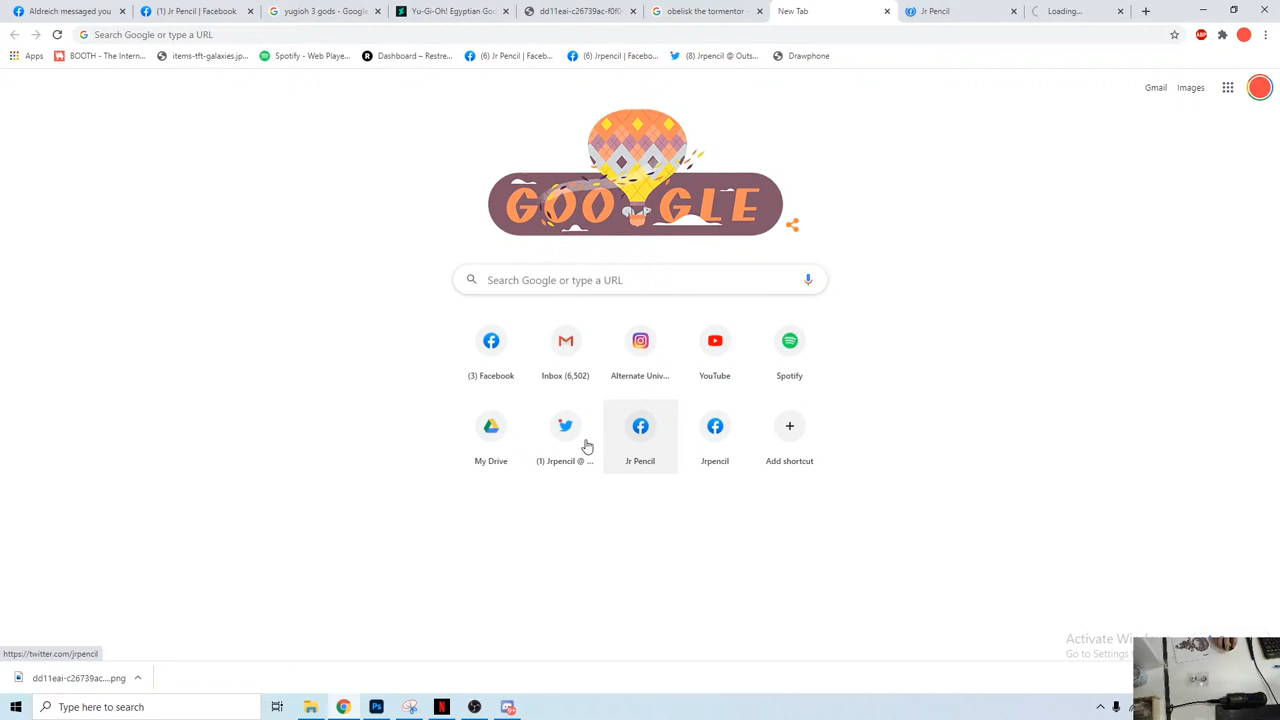 Aldreich messaged you
(1) Jr Pencil | Facebook
yugioh 3 gods - Google
Yu-Gi-Oh! Egyptian Go
dd11eai-c26739ac-f0f0
obelisk the tormentor -
New Tab
Jr Pencil
Loading...
Search Google or type a URL
Apps
BOOTH - The Intern...
items-tft-galaxies.jp...
Spotify - Web Playe...
Dashboard – Restre...
(6) Jr Pencil | Faceb...
(6) Jrpencil | Facebo...
(8) Jrpencil @ Outs...
Drawphone
ABP
Gmail
Images
GOOGLE
Search Google or type a URL
(3) Facebook
Inbox (6,502)
Alternate Univ...
YouTube
Spotify
My Drive
(1) Jrpencil @ ...
Jr Pencil
Jrpencil
Add shortcut
https://twitter.com/jrpencil
Activate Win
Go to Settings
dd11eai-c26739ac....png
Type here to search